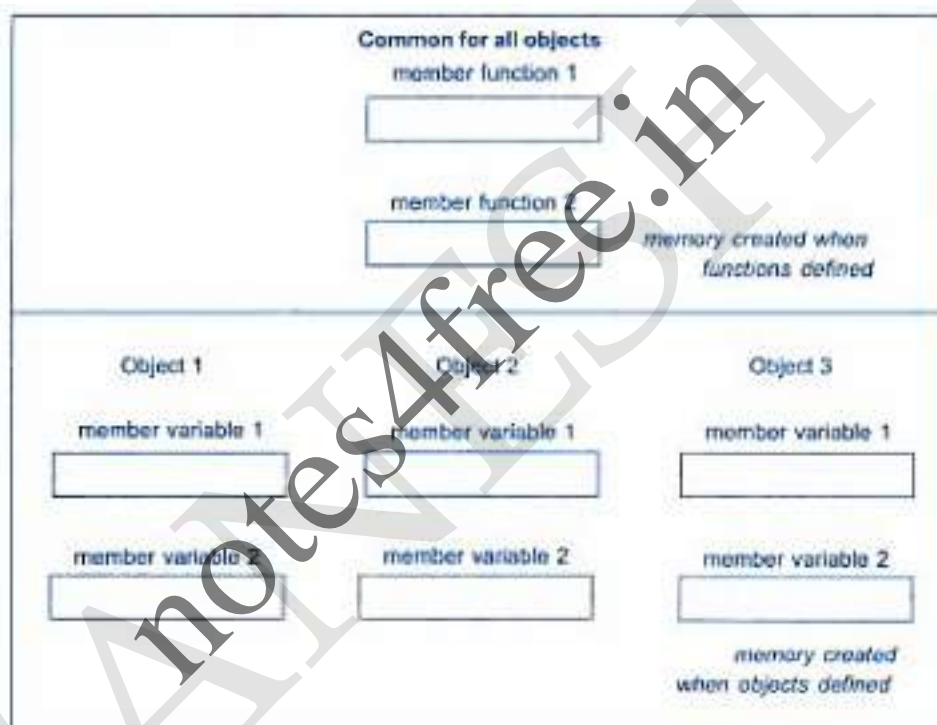 Common for all objects
member function 1
member function 2
memory created when
functions defined
Object 1 Object 2 Object 3
member variable 1 member variable 1 member variable 1
member variable 2 member variable 2 member variable 2
memory created
when objects defined
notes4free.in